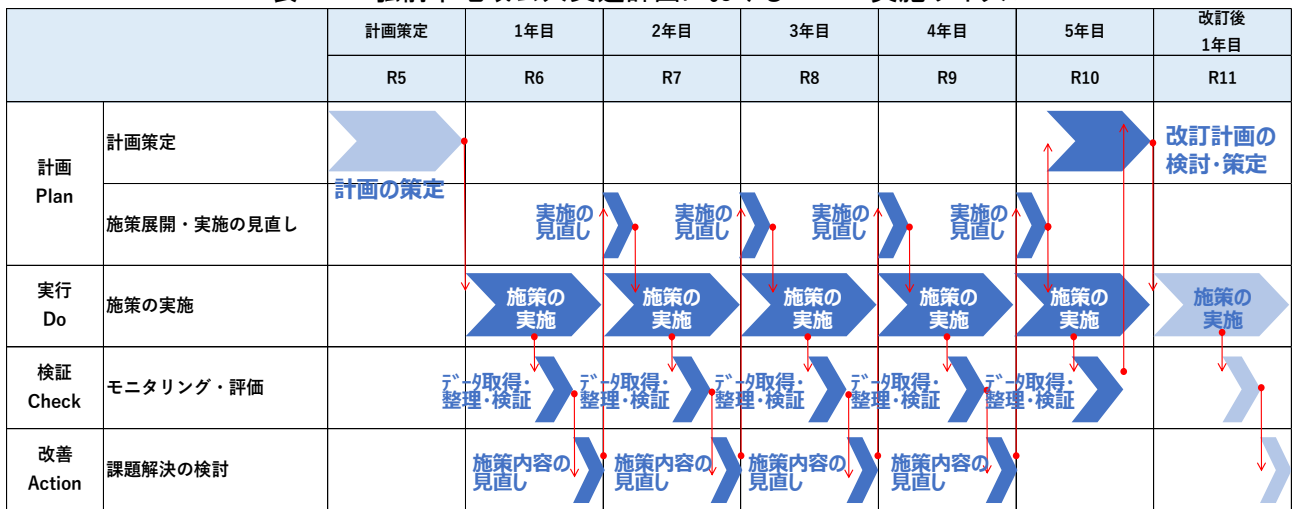 計画策定 1年目 2年目 3年目 4年目 5年目 改訂後
1年目
R5 R6 R7 R8 R9 R10 R11
計画
Plan
計画策定
計画の策定
改訂計画の
検討・策定
施策展開・実施の見直し
実施の
見直し
実施の
見直し
実施の
見直し
実施の
見直し
実行
Do
施策の実施
施策の
実施
施策の
実施
施策の
実施
施策の
実施
施策の
実施
施策の
実施
検証
Check
モニタリング・評価
ﾃﾞｰﾀ取得・
整理・検証
ﾃﾞｰﾀ取得・
整理・検証
ﾃﾞｰﾀ取得・
整理・検証
ﾃﾞｰﾀ取得・
整理・検証
ﾃﾞｰﾀ取得・
整理・検証
改善
Action
課題解決の検討
施策内容の
見直し
施策内容の
見直し
施策内容の
見直し
施策内容の
見直し